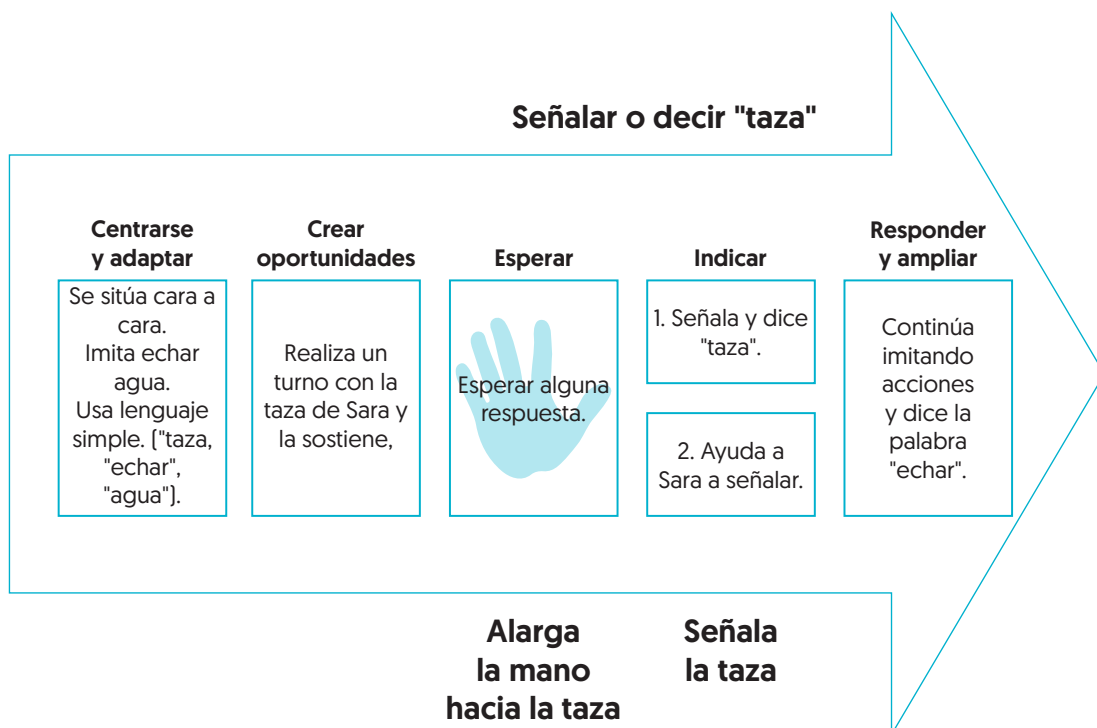 Señalar o decir "taza"
Centrarse
y adaptar
Se sitúa cara a
cara.
Imita echar
agua.
Usa lenguaje
simple. ("taza,
"echar",
"agua").
Crear
oportunidades
Realiza un
turno con la
taza de Sara y
la sostiene,
Esperar
Esperar alguna
respuesta.
Indicar
1. Señala y dice
"taza".
2. Ayuda a
Sara a señalar.
Responder
y ampliar
Continúa
imitando
acciones
y dice la
palabra
"echar".
Alarga
la mano
hacia la taza
Señala
la taza